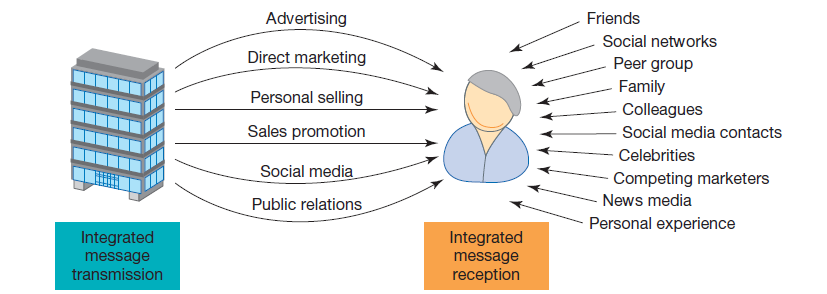 Advertising
Direct marketing
Personal selling
Sales promotion
Social media
Public relations
Friends
Social networks
Peer group
Family
Colleagues
Social media contacts
Celebrities
Competing marketers
News media
Personal experience
Integrated
message
transmission
Integrated
message
reception